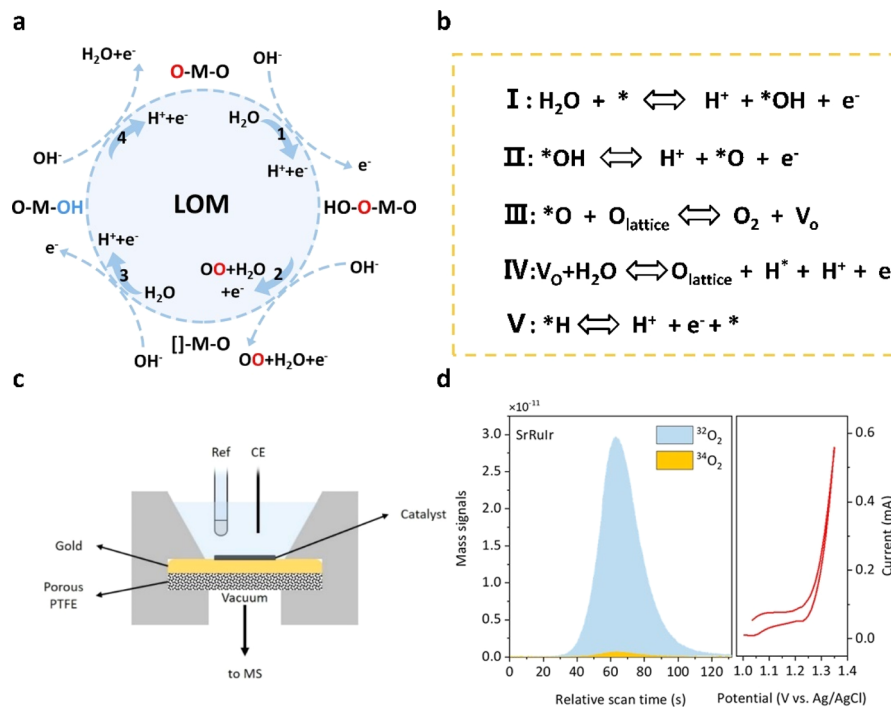 a
H₂O+e⁻
O-M-O
OH⁻
H⁺+e⁻
H₂O
4
1
OH⁻
H⁺+e⁻
e⁻
O-M-OH
LOM
HO-O-M-O
e⁻
H⁺+e⁻
OO+H₂O
+e⁻
2
OH⁻
3
H₂O
[]-M-O
OH⁻
OO+H₂O+e⁻
b
I : H₂O + * ⇔ H⁺ + *OH + e⁻
II: *OH ⇔ H⁺ + *O + e⁻
III: *O + Olattice ⇔ O₂ + Vo
IV:VO+H₂O ⇔Olattice + H* + H⁺ + e
V : *H ⇔ H⁺ + e⁻+ *
c
Ref
CE
Catalyst
Gold
Porous
PTFE
Vacuum
to MS
d
×10⁻¹¹
SrRuIr
³²O₂
³⁴O₂
3.0
2.5
2.0
1.5
1.0
0.5
0.0
Mass signals
0
30
60
90
120
Relative scan time (s)
0.6
0.4
0.2
0.0
Current (mA)
1.0
1.1
1.2
1.3
1.4
Potential (V vs. Ag/AgCl)